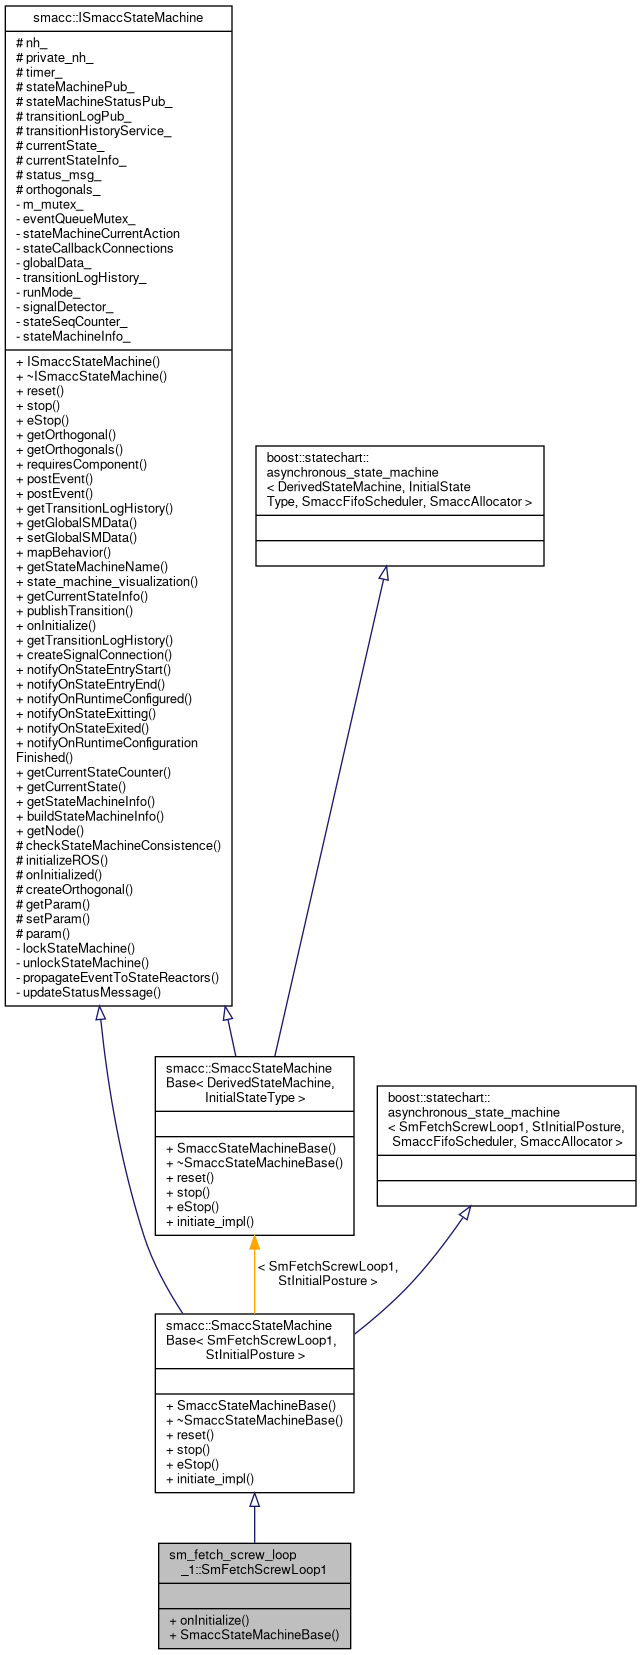 smacc::ISmaccStateMachine
# nh_
# private_nh_
# timer_
# stateMachinePub_
# stateMachineStatusPub_
# transitionLogPub_
# transitionHistoryService_
# currentState_
# currentStateInfo_
# status_msg_
# orthogonals_
- m_mutex_
- eventQueueMutex_
- stateMachineCurrentAction
- stateCallbackConnections
- globalData_
- transitionLogHistory_
- runMode_
- signalDetector_
- stateSeqCounter_
- stateMachineInfo_
+ ISmaccStateMachine()
+ ~ISmaccStateMachine()
+ reset()
+ stop()
+ eStop()
+ getOrthogonal()
+ getOrthogonals()
+ requiresComponent()
+ postEvent()
+ postEvent()
+ getTransitionLogHistory()
+ getGlobalSMData()
+ setGlobalSMData()
+ mapBehavior()
+ getStateMachineName()
+ state_machine_visualization()
+ getCurrentStateInfo()
+ publishTransition()
+ onInitialize()
+ getTransitionLogHistory()
+ createSignalConnection()
+ notifyOnStateEntryStart()
+ notifyOnStateEntryEnd()
+ notifyOnRuntimeConfigured()
+ notifyOnStateExitting()
+ notifyOnStateExited()
+ notifyOnRuntimeConfiguration
Finished()
+ getCurrentStateCounter()
+ getCurrentState()
+ getStateMachineInfo()
+ buildStateMachineInfo()
+ getNode()
# checkStateMachineConsistence()
# initializeROS()
# onInitialized()
# createOrthogonal()
# getParam()
# setParam()
# param()
- lockStateMachine()
- unlockStateMachine()
- propagateEventToStateReactors()
- updateStatusMessage()
boost::statechart::
asynchronous_state_machine
< DerivedStateMachine, InitialState
Type, SmaccFifoScheduler, SmaccAllocator >
smacc::SmaccStateMachine
Base< DerivedStateMachine,
InitialStateType >
+ SmaccStateMachineBase()
+ ~SmaccStateMachineBase()
+ reset()
+ stop()
+ eStop()
+ initiate_impl()
boost::statechart::
asynchronous_state_machine
< SmFetchScrewLoop1, StInitialPosture,
SmaccFifoScheduler, SmaccAllocator >
< SmFetchScrewLoop1,
StInitialPosture >
smacc::SmaccStateMachine
Base< SmFetchScrewLoop1,
StInitialPosture >
+ SmaccStateMachineBase()
+ ~SmaccStateMachineBase()
+ reset()
+ stop()
+ eStop()
+ initiate_impl()
sm_fetch_screw_loop
_1::SmFetchScrewLoop1
+ onInitialize()
+ SmaccStateMachineBase()